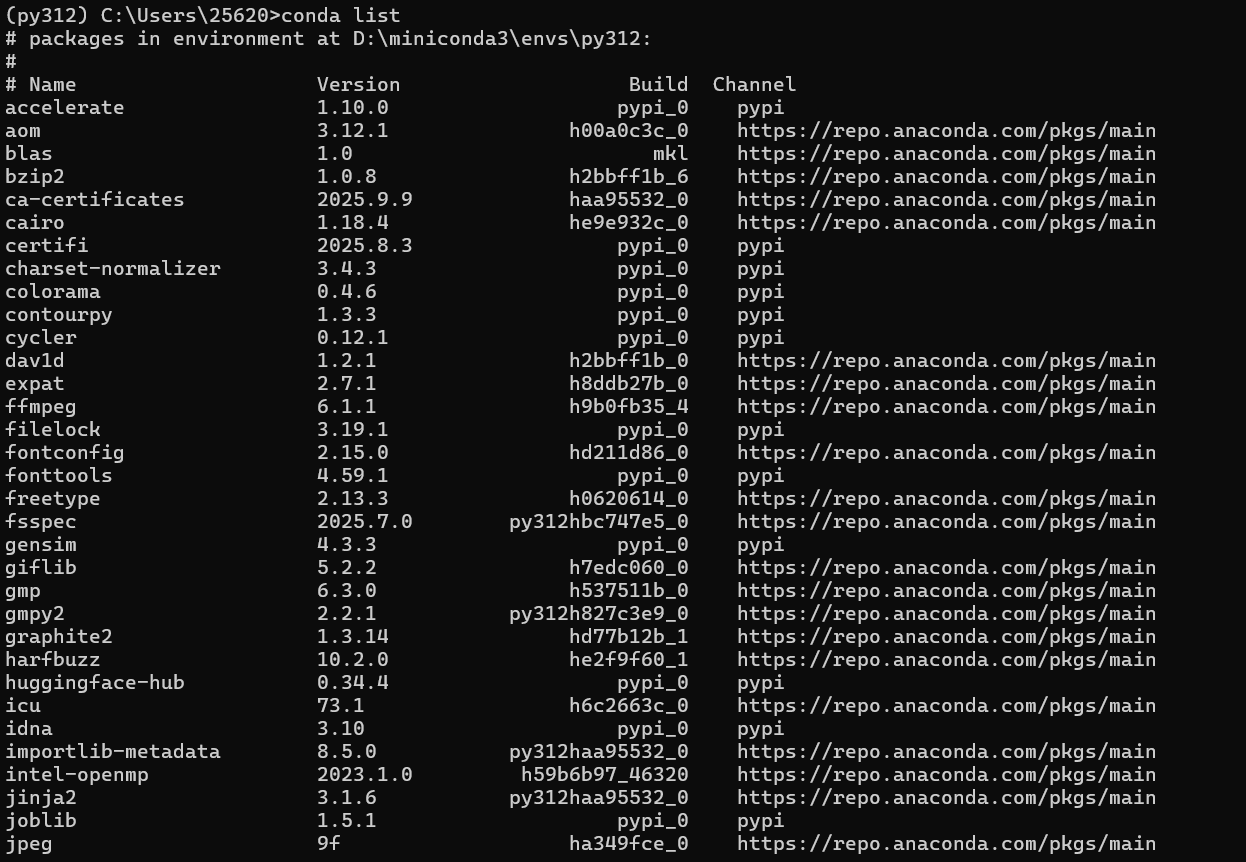 (py312) C:\Users\25620>conda list
# packages in environment at D:\miniconda3\envs\py312:
#
# Name                    Version                   Build  Channel
accelerate                1.10.0                   pypi_0    pypi
aom                       3.12.1               h00a0c3c_0    https://repo.anaconda.com/pkgs/main
blas                      1.0                         mkl    https://repo.anaconda.com/pkgs/main
bzip2                     1.0.8                h2bbff1b_6    https://repo.anaconda.com/pkgs/main
ca-certificates           2025.9.9             haa95532_0    https://repo.anaconda.com/pkgs/main
cairo                     1.18.4               he9e932c_0    https://repo.anaconda.com/pkgs/main
certifi                   2025.8.3                 pypi_0    pypi
charset-normalizer        3.4.3                    pypi_0    pypi
colorama                  0.4.6                    pypi_0    pypi
contourpy                 1.3.3                    pypi_0    pypi
cycler                    0.12.1                   pypi_0    pypi
dav1d                     1.2.1                h2bbff1b_0    https://repo.anaconda.com/pkgs/main
expat                     2.7.1                h8ddb27b_0    https://repo.anaconda.com/pkgs/main
ffmpeg                    6.1.1                h9b0fb35_4    https://repo.anaconda.com/pkgs/main
filelock                  3.19.1                   pypi_0    pypi
fontconfig                2.15.0               hd211d86_0    https://repo.anaconda.com/pkgs/main
fonttools                 4.59.1                   pypi_0    pypi
freetype                  2.13.3               h0620614_0    https://repo.anaconda.com/pkgs/main
fsspec                    2025.7.0        py312hbc747e5_0    https://repo.anaconda.com/pkgs/main
gensim                    4.3.3                    pypi_0    pypi
giflib                    5.2.2                h7edc060_0    https://repo.anaconda.com/pkgs/main
gmp                       6.3.0                h537511b_0    https://repo.anaconda.com/pkgs/main
gmpy2                     2.2.1           py312h827c3e9_0    https://repo.anaconda.com/pkgs/main
graphite2                 1.3.14               hd77b12b_1    https://repo.anaconda.com/pkgs/main
harfbuzz                  10.2.0               he2f9f60_1    https://repo.anaconda.com/pkgs/main
huggingface-hub           0.34.4                   pypi_0    pypi
icu                       73.1                 h6c2663c_0    https://repo.anaconda.com/pkgs/main
idna                      3.10                     pypi_0    pypi
importlib-metadata        8.5.0           py312haa95532_0    https://repo.anaconda.com/pkgs/main
intel-openmp              2023.1.0         h59b6b97_46320    https://repo.anaconda.com/pkgs/main
jinja2                    3.1.6           py312haa95532_0    https://repo.anaconda.com/pkgs/main
joblib                    1.5.1                    pypi_0    pypi
jpeg                      9f                   ha349fce_0    https://repo.anaconda.com/pkgs/main